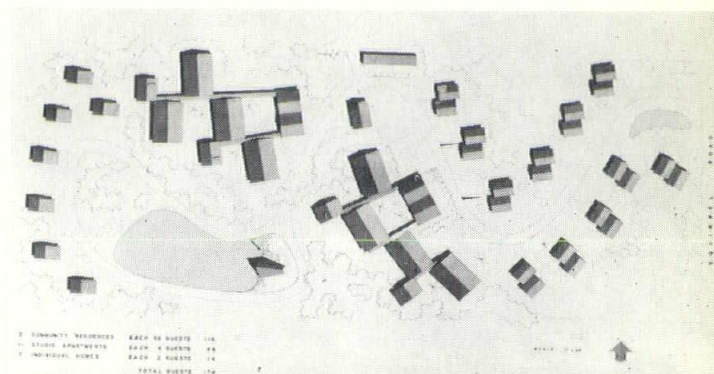 2 COMMUNITY RESIDENCES EACH 58 GUESTS 116
11 STUDIO APARTMENTS EACH 4 GUESTS 44
7 INDIVIDUAL HOMES EACH 2 GUESTS 14
TOTAL GUESTS 174
ROAD